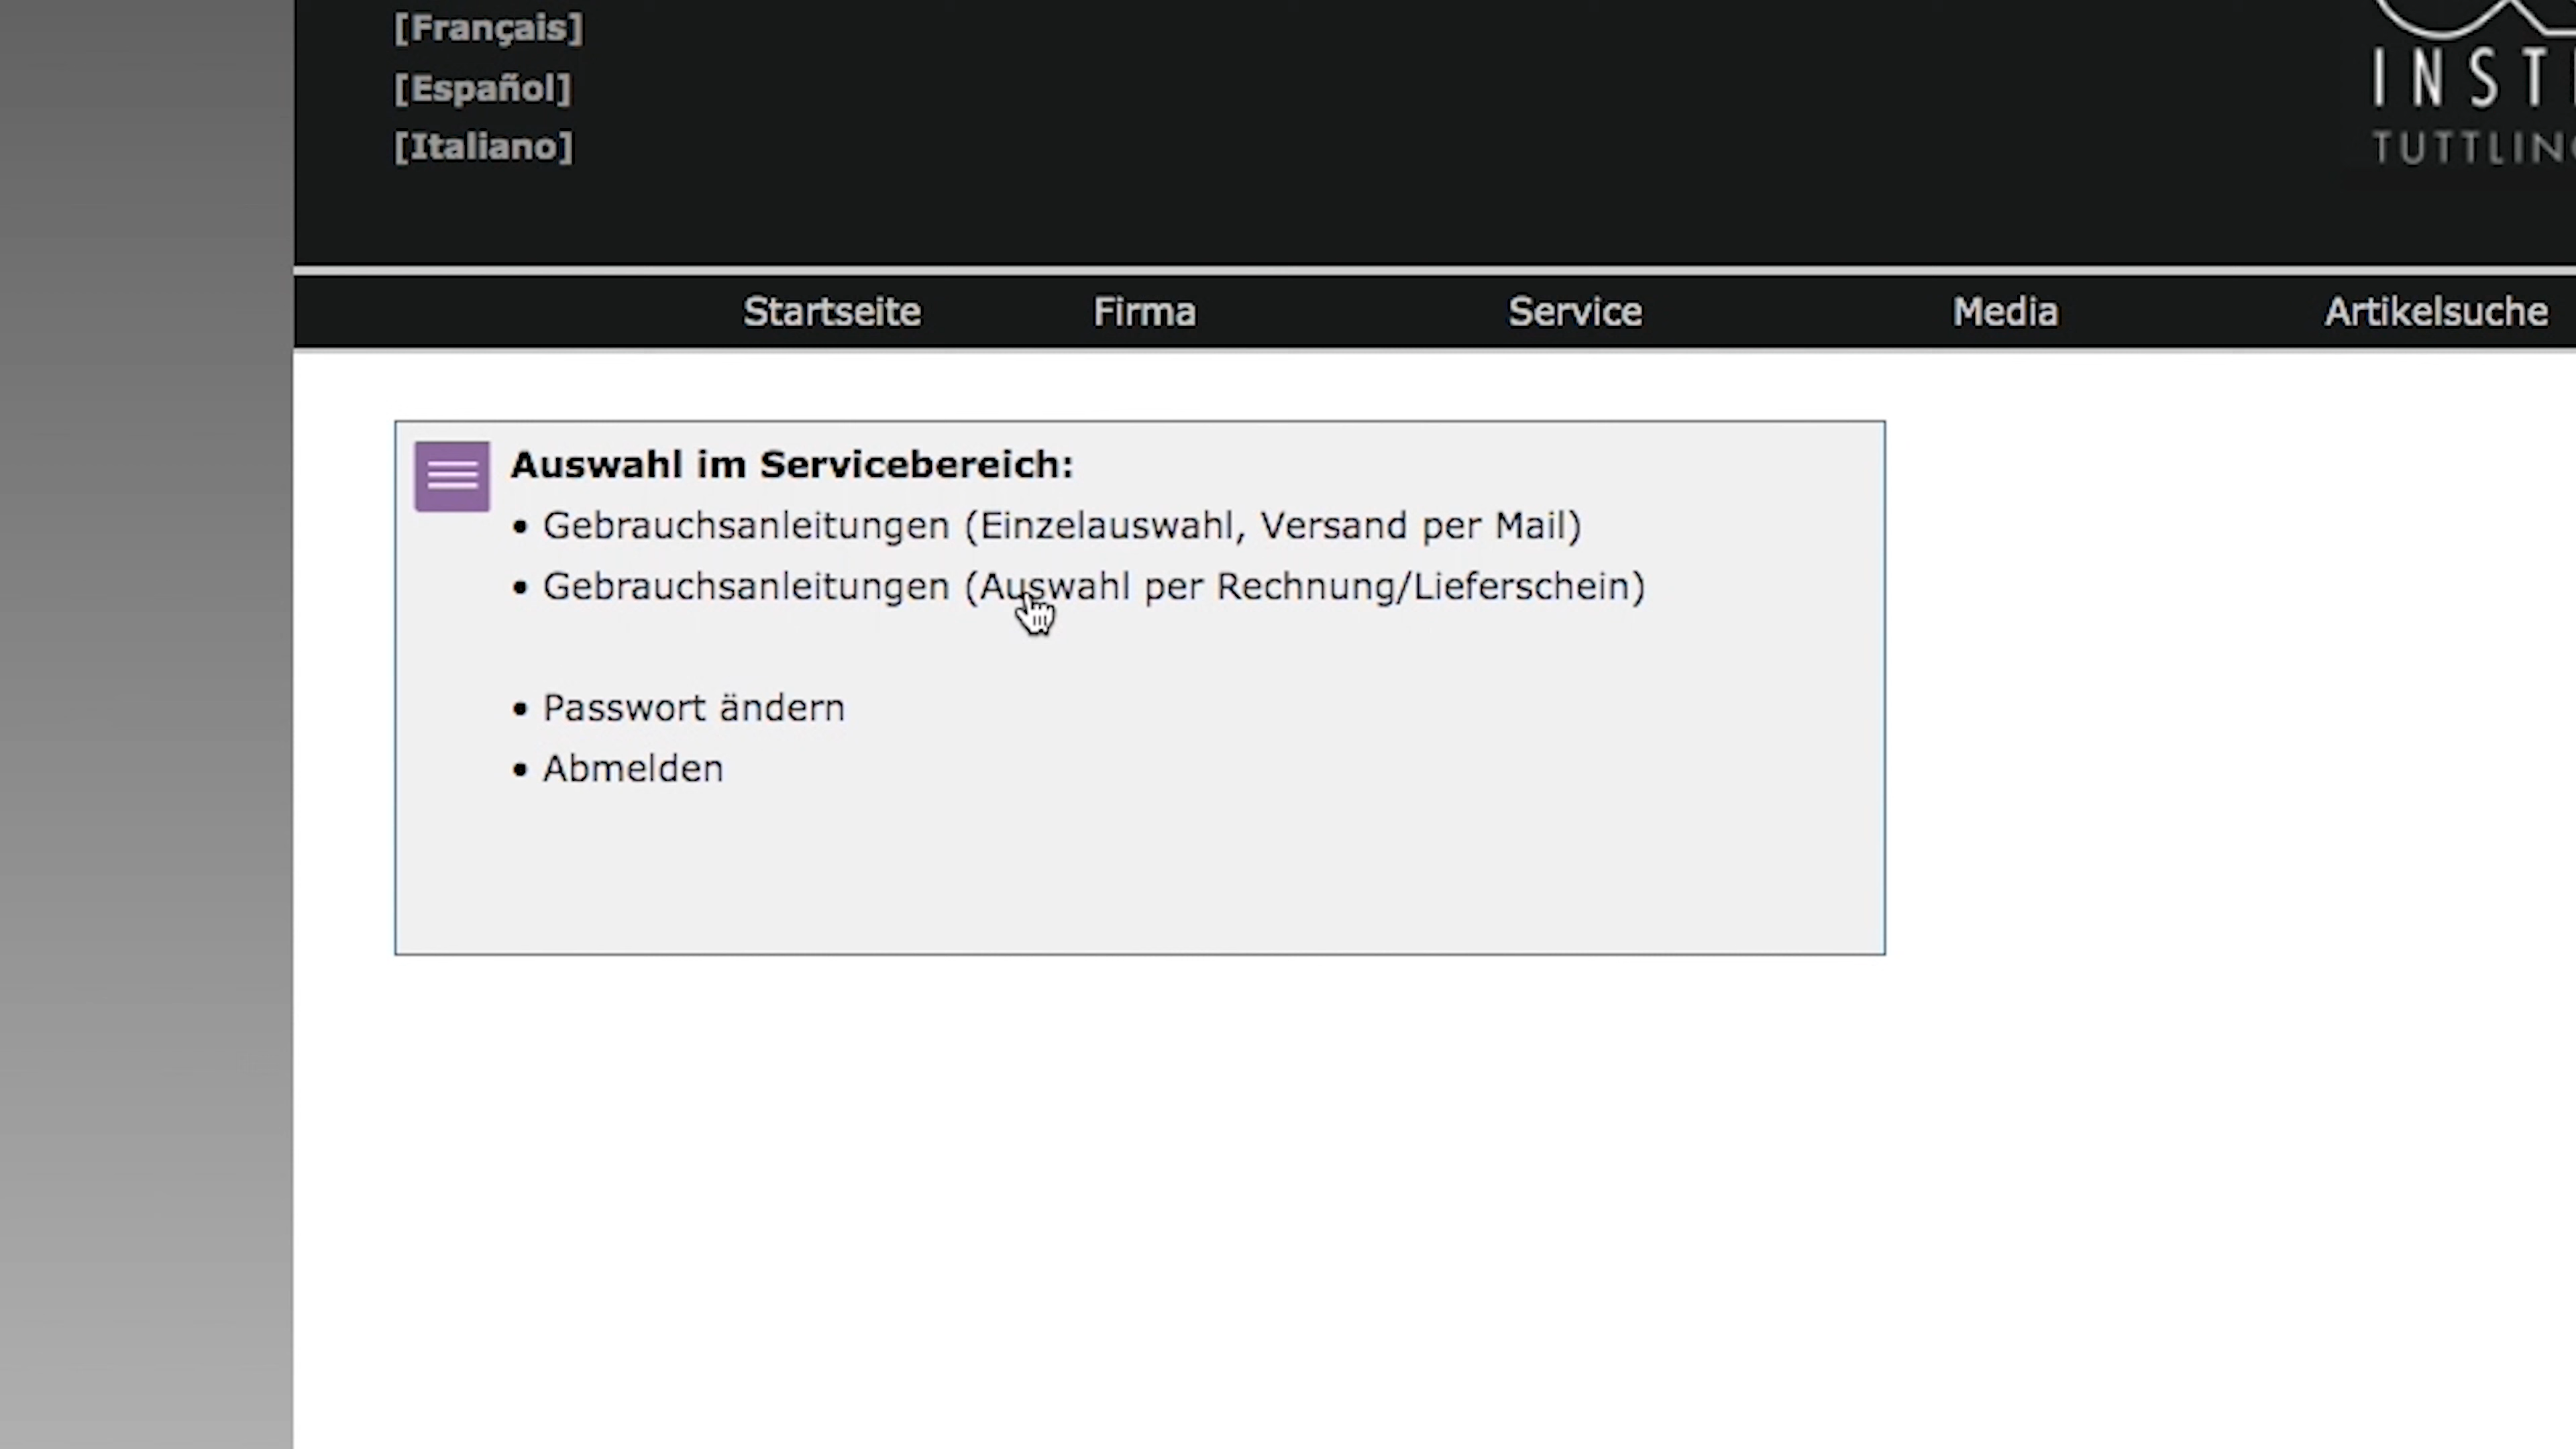 [Français]
[Español]
[Italiano]
Startseite Firma Service Media Artikelsuche
Auswahl im Servicebereich:
• Gebrauchsanleitungen (Einzelauswahl, Versand per Mail)
• Gebrauchsanleitungen (Auswahl per Rechnung/Lieferschein)
• Passwort ändern
• Abmelden